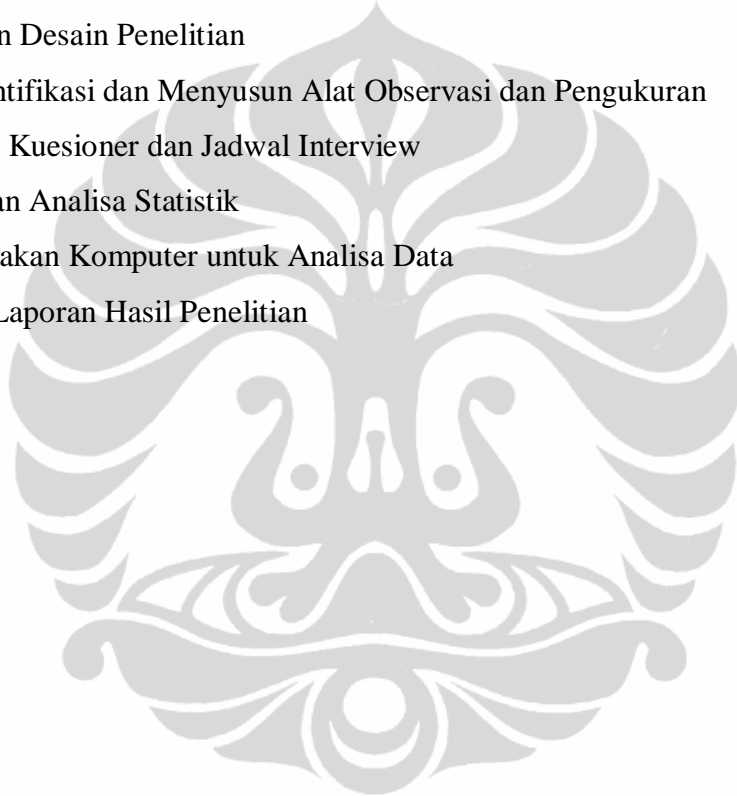 n Desain Penelitian
ntifikasi dan Menyusun Alat Observasi dan Pengukuran
Kuesioner dan Jadwal Interview
an Analisa Statistik
akan Komputer untuk Analisa Data
Laporan Hasil Penelitian